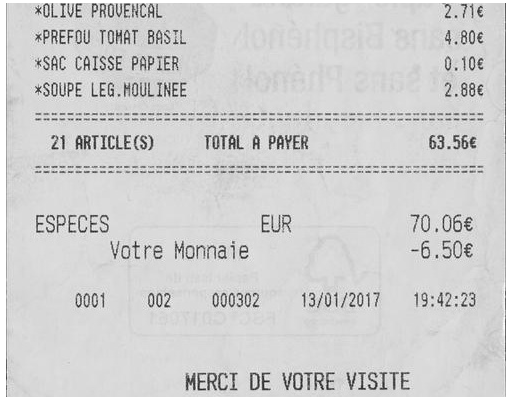 *OLIVE PROVENCAL 2.71€
*PREFOU TOMAT BASIL 4.80€
*SAC CAISSE PAPIER 0.10€
*SOUPE LEG.MOULINEE 2.88€
21 ARTICLE(S) TOTAL A PAYER 63.56€
ESPECES EUR 70.06€
Votre Monnaie -6.50€
0001 002 000302 13/01/2017 19:42:23
MERCI DE VOTRE VISITE